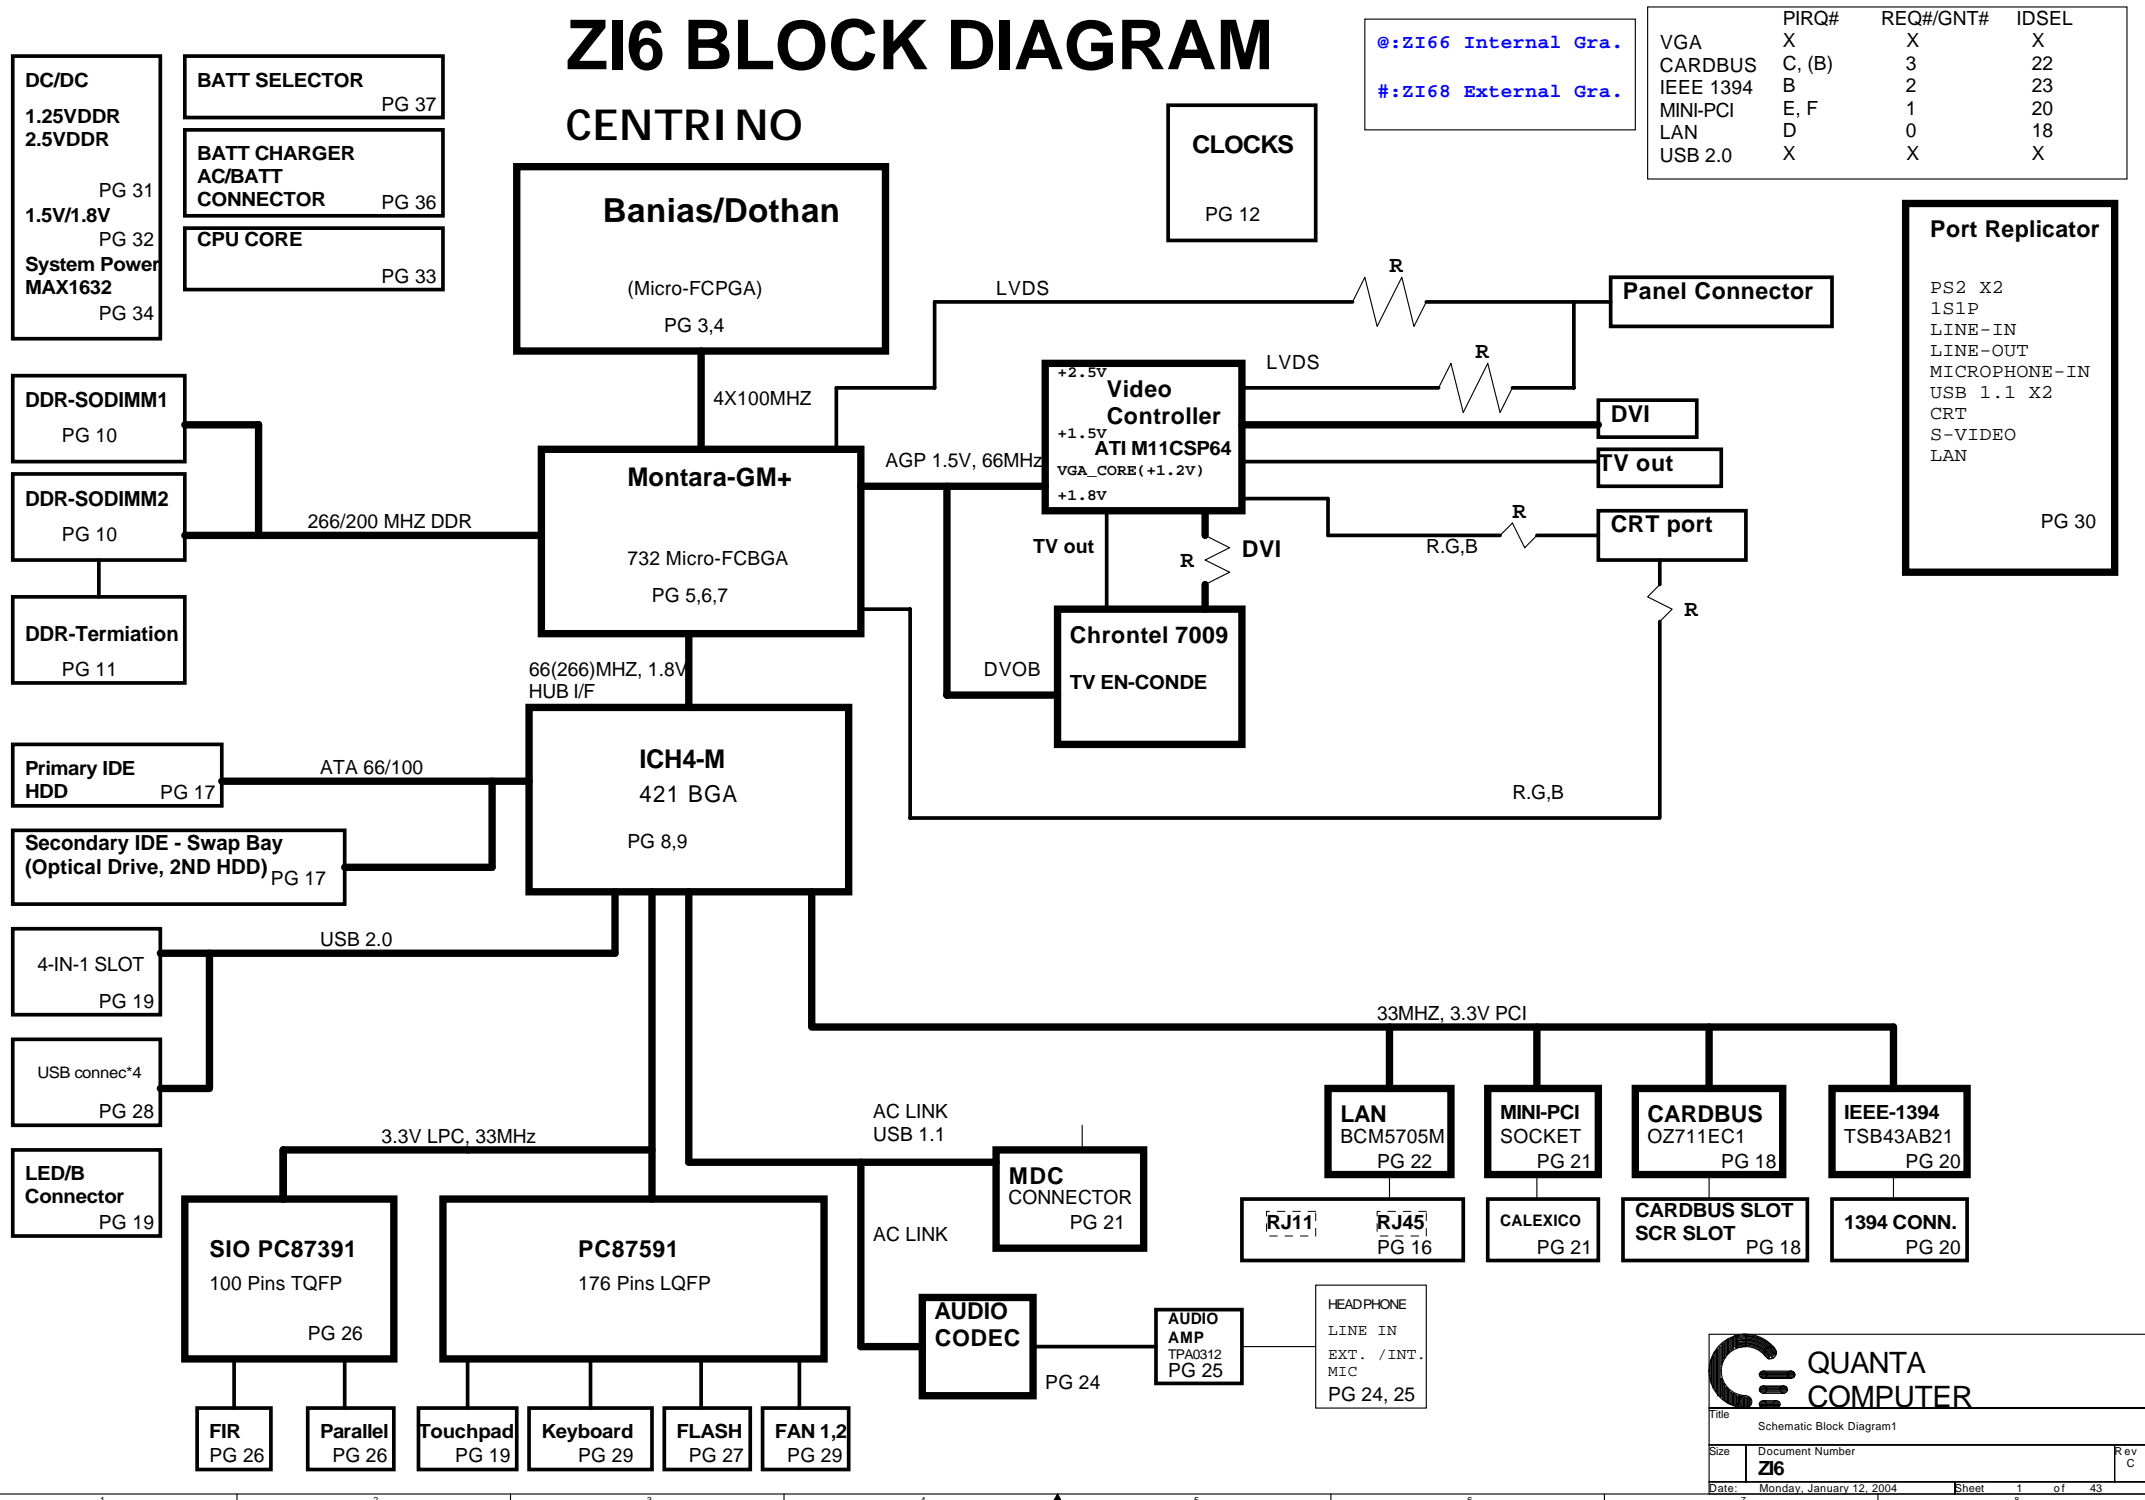 ZI6 BLOCK DIAGRAM
CENTRINO
@:ZI66 Internal Gra.
#:ZI68 External Gra.
PIRQ# REQ#/GNT# IDSEL
VGA X X X
CARDBUS C, (B) 3 22
IEEE 1394 B 2 23
MINI-PCI E, F 1 20
LAN D 0 18
USB 2.0 X X X
DC/DC
1.25VDDR
2.5VDDR
PG 31
1.5V/1.8V
PG 32
System Power
MAX1632
PG 34
BATT SELECTOR
PG 37
BATT CHARGER
AC/BATT
CONNECTOR PG 36
CPU CORE
PG 33
Banias/Dothan
(Micro-FCPGA)
PG 3,4
CLOCKS
PG 12
Port Replicator
PS2 X2
1S1P
LINE-IN
LINE-OUT
MICROPHONE-IN
USB 1.1 X2
CRT
S-VIDEO
LAN
PG 30
LVDS
R
Panel Connector
LVDS
R
4X100MHZ
+2.5V
Video
Controller
+1.5V
ATI M11CSP64
VGA_CORE(+1.2V)
+1.8V
DVI
TV out
CRT port
R
R.G,B
R
DDR-SODIMM1
PG 10
DDR-SODIMM2
PG 10
266/200 MHZ DDR
DDR-Termiation
PG 11
Montara-GM+
732 Micro-FCBGA
PG 5,6,7
AGP 1.5V, 66MHz
TV out
R
DVI
DVOB
Chrontel 7009
TV EN-CONDE
R.G,B
66(266)MHZ, 1.8V
HUB I/F
ICH4-M
421 BGA
PG 8,9
Primary IDE
HDD PG 17
ATA 66/100
Secondary IDE - Swap Bay
(Optical Drive, 2ND HDD) PG 17
4-IN-1 SLOT
PG 19
USB 2.0
USB connec*4
PG 28
LED/B
Connector
PG 19
3.3V LPC, 33MHz
SIO PC87391
100 Pins TQFP
PG 26
PC87591
176 Pins LQFP
FIR
PG 26
Parallel
PG 26
Touchpad
PG 19
Keyboard
PG 29
FLASH
PG 27
FAN 1,2
PG 29
AC LINK
USB 1.1
MDC
CONNECTOR
PG 21
AC LINK
AUDIO
CODEC
PG 24
AUDIO
AMP
TPA0312
PG 25
HEADPHONE
LINE IN
EXT. /INT.
MIC
PG 24, 25
33MHZ, 3.3V PCI
LAN
BCM5705M
PG 22
MINI-PCI
SOCKET
PG 21
CARDBUS
OZ711EC1
PG 18
IEEE-1394
TSB43AB21
PG 20
RJ11 RJ45
PG 16
CALEXICO
PG 21
CARDBUS SLOT
SCR SLOT PG 18
1394 CONN.
PG 20
QUANTA
COMPUTER
Title
Schematic Block Diagram1
Size Document Number Rev
ZI6 C
Date: Monday, January 12, 2004 Sheet 1 of 43
1 2 3 4 5 6 7 8